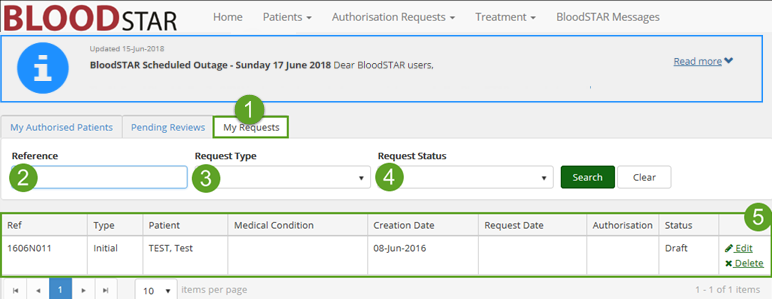 BLOODSTAR
Home Patients Authorisation Requests Treatment BloodSTAR Messages
Updated 15-Jun-2018
BloodSTAR Scheduled Outage - Sunday 17 June 2018 Dear BloodSTAR users,
Read more
1
My Authorised Patients Pending Reviews My Requests
Reference Request Type Request Status
2 3 4 Search Clear
5
Ref Type Patient Medical Condition Creation Date Request Date Authorisation Status
1606N011 Initial TEST, Test 08-Jun-2016 Draft Edit
Delete
1 10 items per page 1 - 1 of 1 items